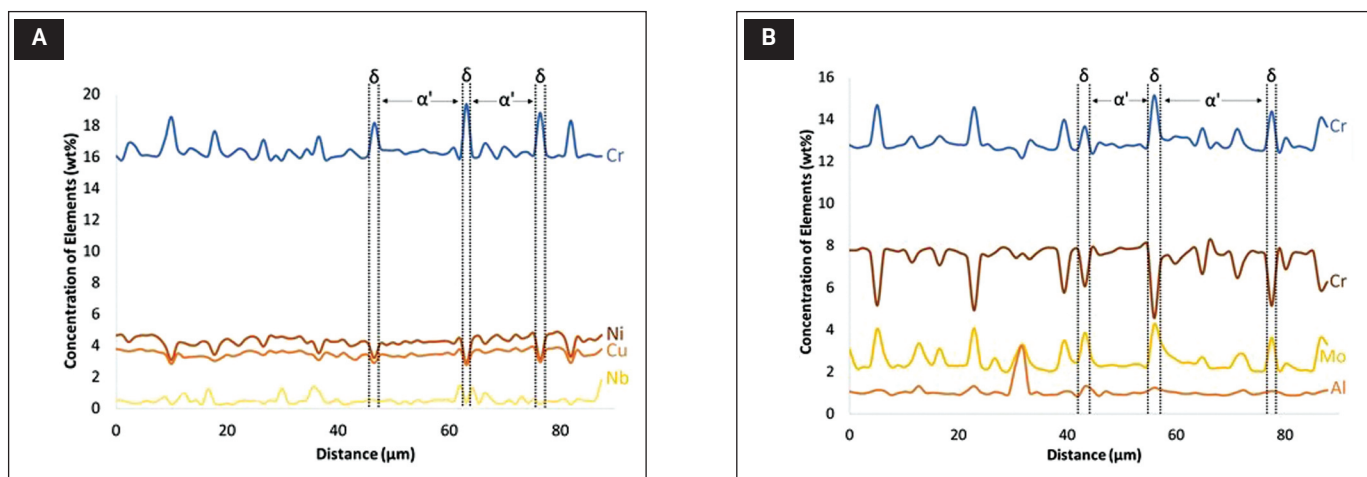 A
δ δ δ
α' α'
20
18
16
14
12
10
8
6
4
2
0
Concentration of Elements (wt%)
Cr
Ni
Cu
Nb
0 20 40 60 80
Distance (μm)
B
δ δ δ
α' α'
16
14
12
10
8
6
4
2
0
Concentration of Elements (wt%)
Cr
Cr
Mo
Al
0 20 40 60 80
Distance (μm)